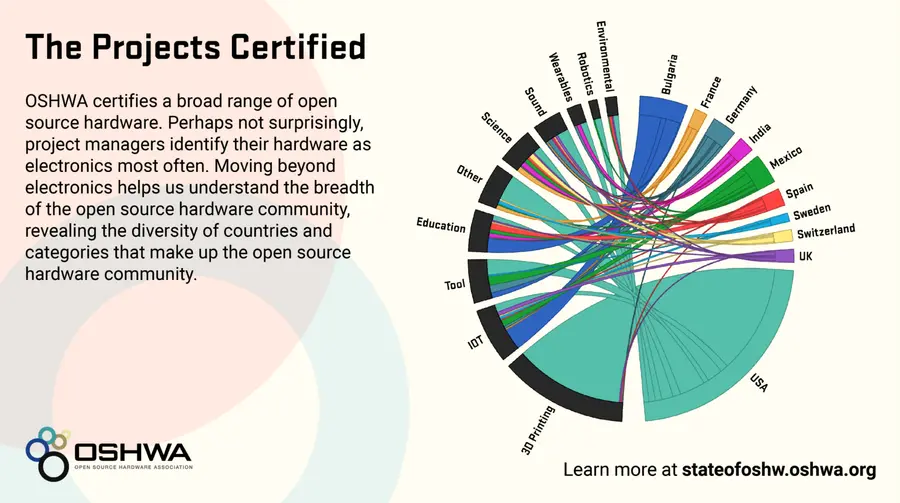 The Projects Certified
OSHWA certifies a broad range of open
source hardware. Perhaps not surprisingly,
project managers identify their hardware as
electronics most often. Moving beyond
electronics helps us understand the breadth
of the open source hardware community,
revealing the diversity of countries and
categories that make up the open source
hardware community.
Environmental
Robotics
Wearables
Sound
Science
Other
Education
Tool
IOT
3D Printing
Bulgaria
France
Germany
India
Mexico
Spain
Sweden
Switzerland
UK
USA
OSHWA
OPEN SOURCE HARDWARE ASSOCIATION
Learn more at stateofoshw.oshwa.org